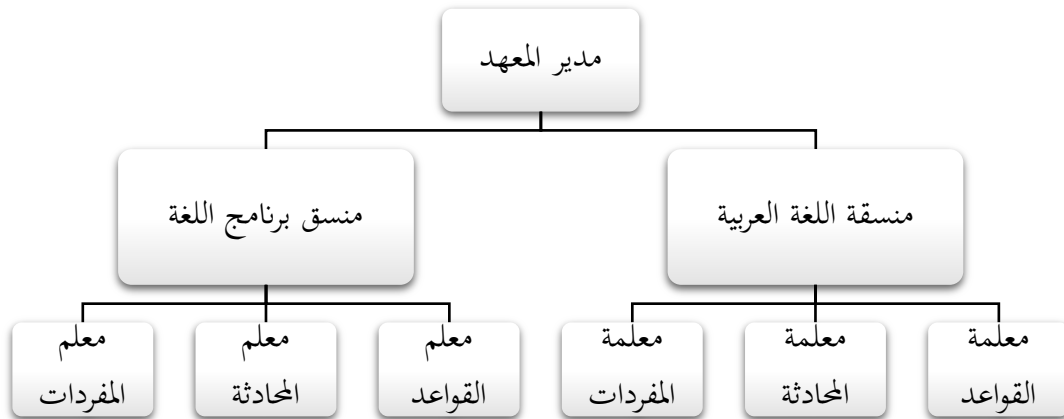 مدير المعهد
منسقة اللغة العربية
منسق برنامج اللغة
معلمة
القواعد
معلمة
المحادثة
معلمة
المفردات
معلم
القواعد
معلم
المحادثة
معلم
المفردات